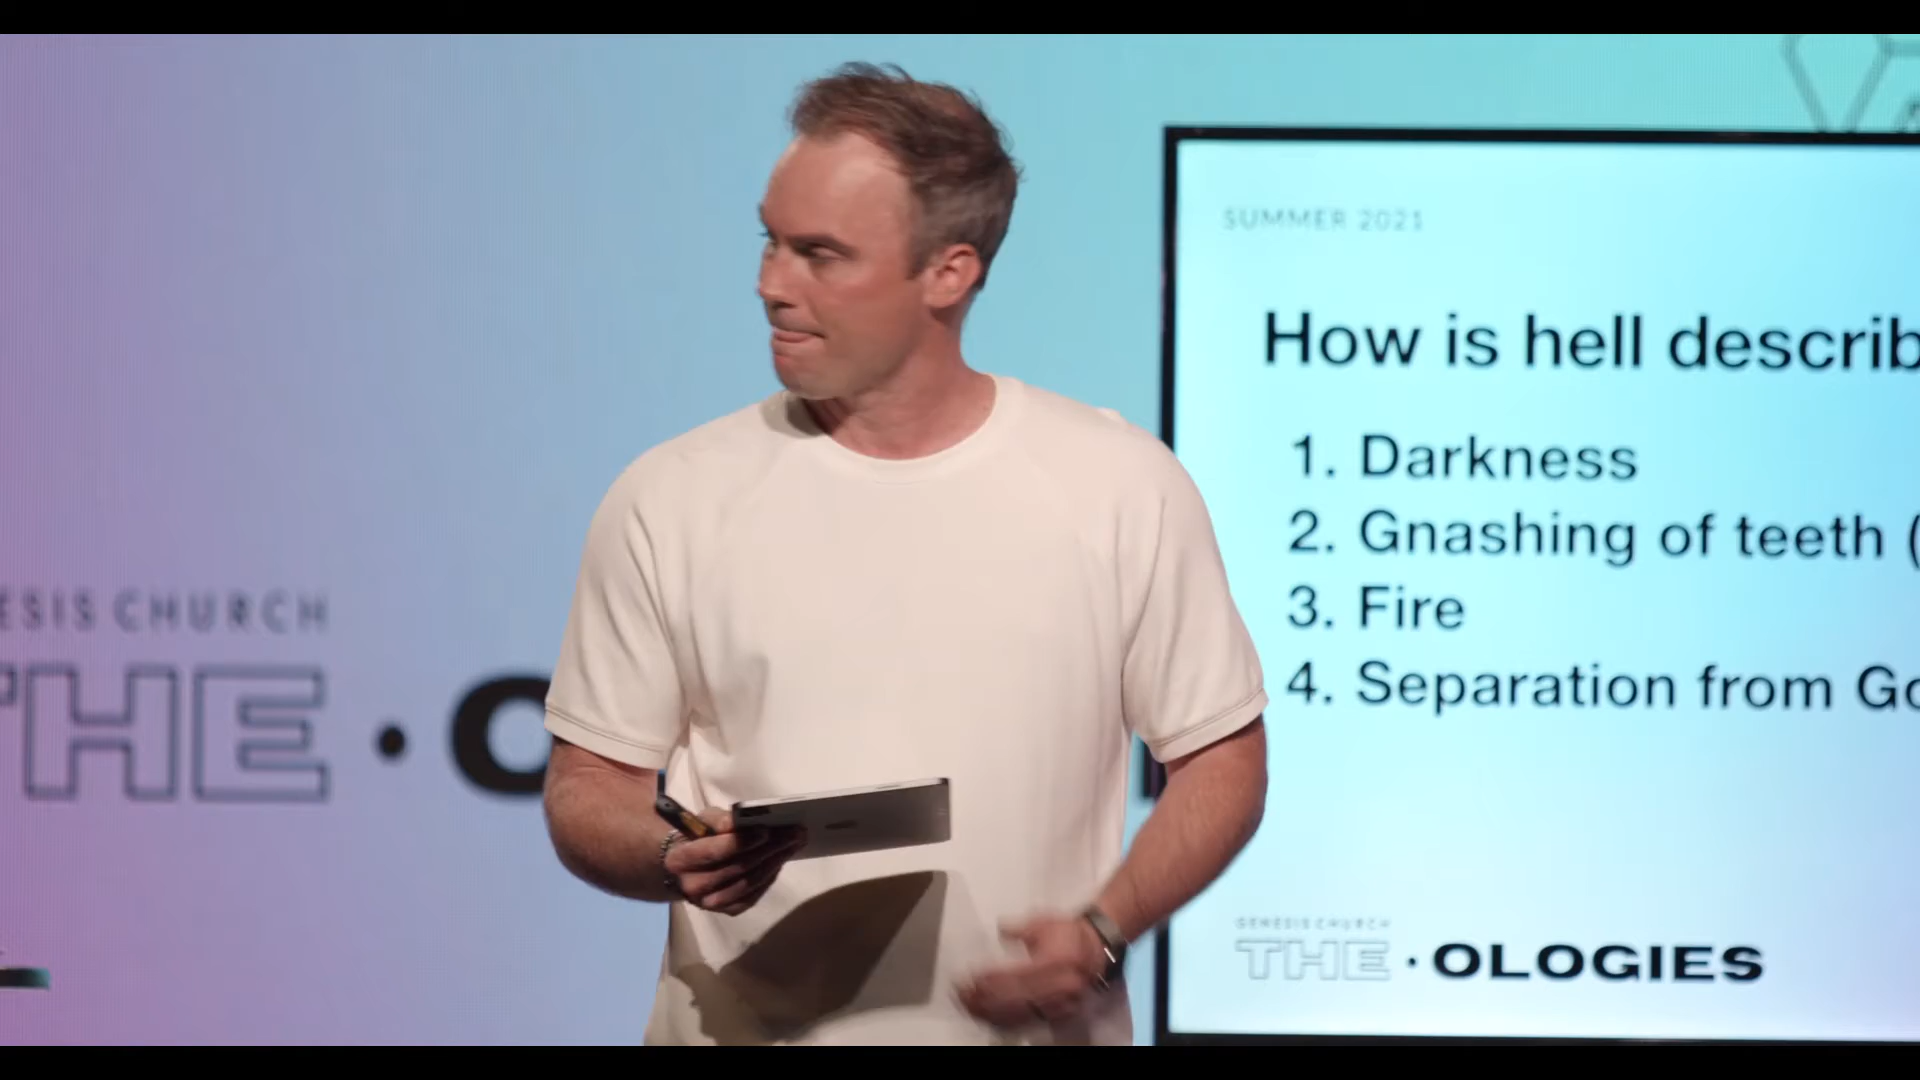 SUMMER 2021
How is hell describ
1. Darkness
2. Gnashing of teeth (
3. Fire
4. Separation from Go
GENESIS CHURCH
THE • OLOGIES
ESIS CHURCH
THE • O